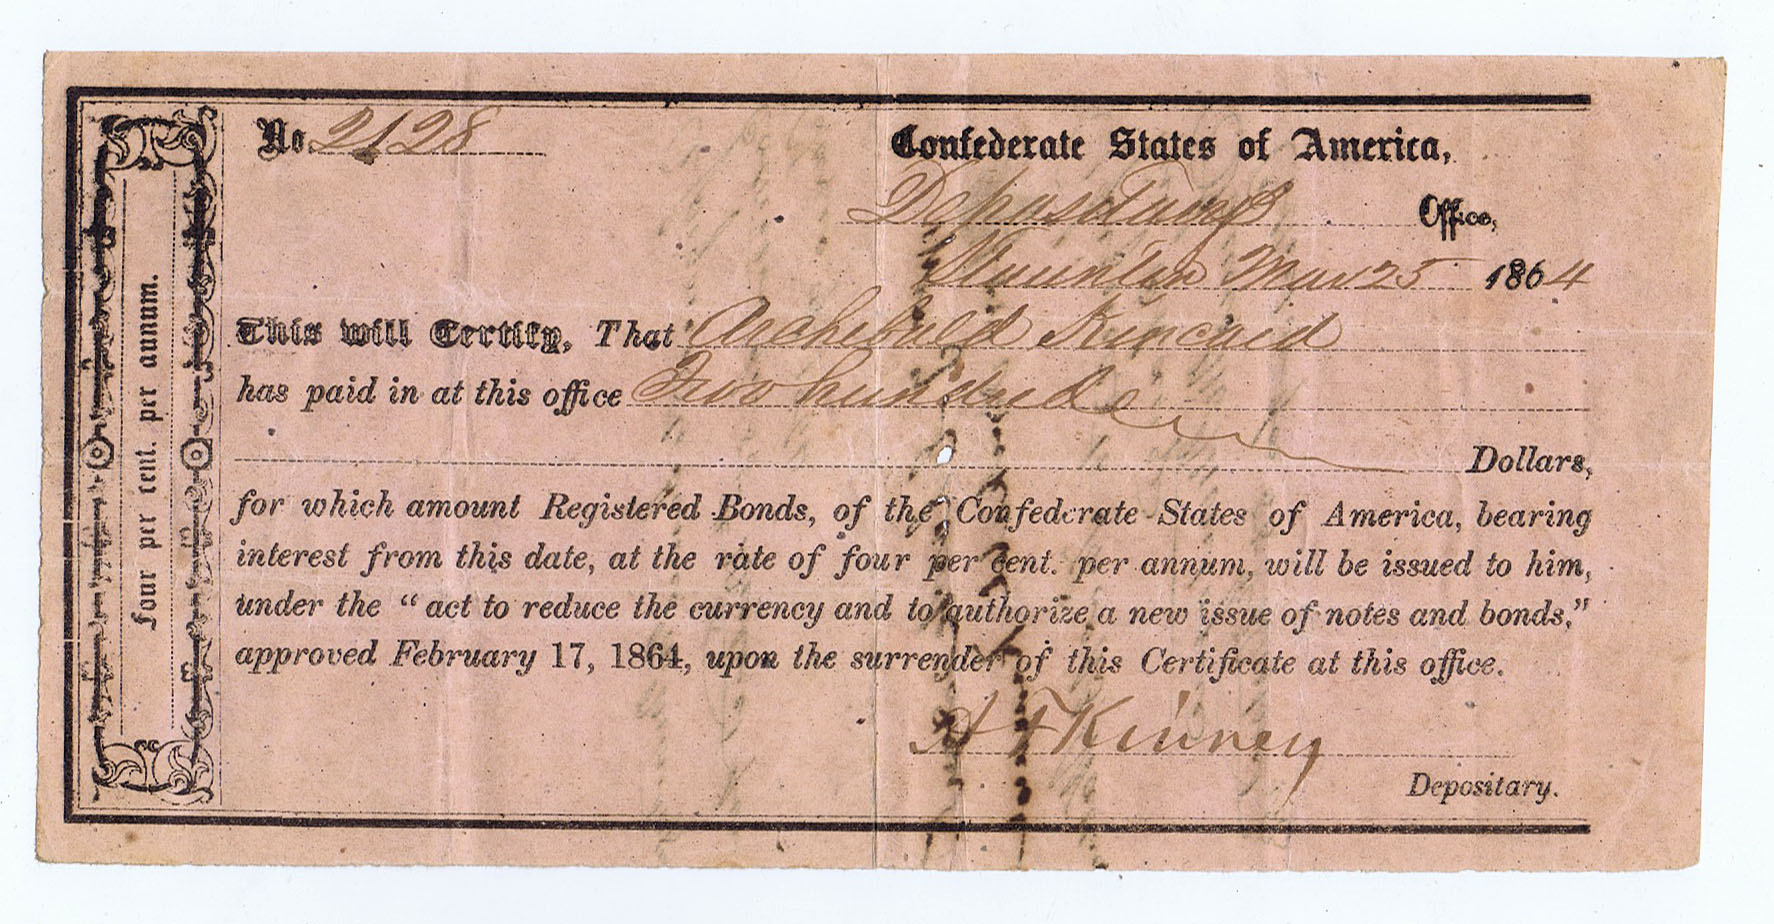 No. 2128
Confederate States of America,
Depositary's Office,
Staunton Mar 25 1864
This will Certify, That Archibald Kincaid
has paid in at this office Two hundred
Dollars,
for which amount Registered Bonds, of the Confederate States of America, bearing
interest from this date, at the rate of four per cent. per annum, will be issued to him,
under the “act to reduce the currency and to authorize a new issue of notes and bonds,”
approved February 17, 1864, upon the surrender of this Certificate at this office.
A F Kinney
Depositary.
Four per cent. per annum.